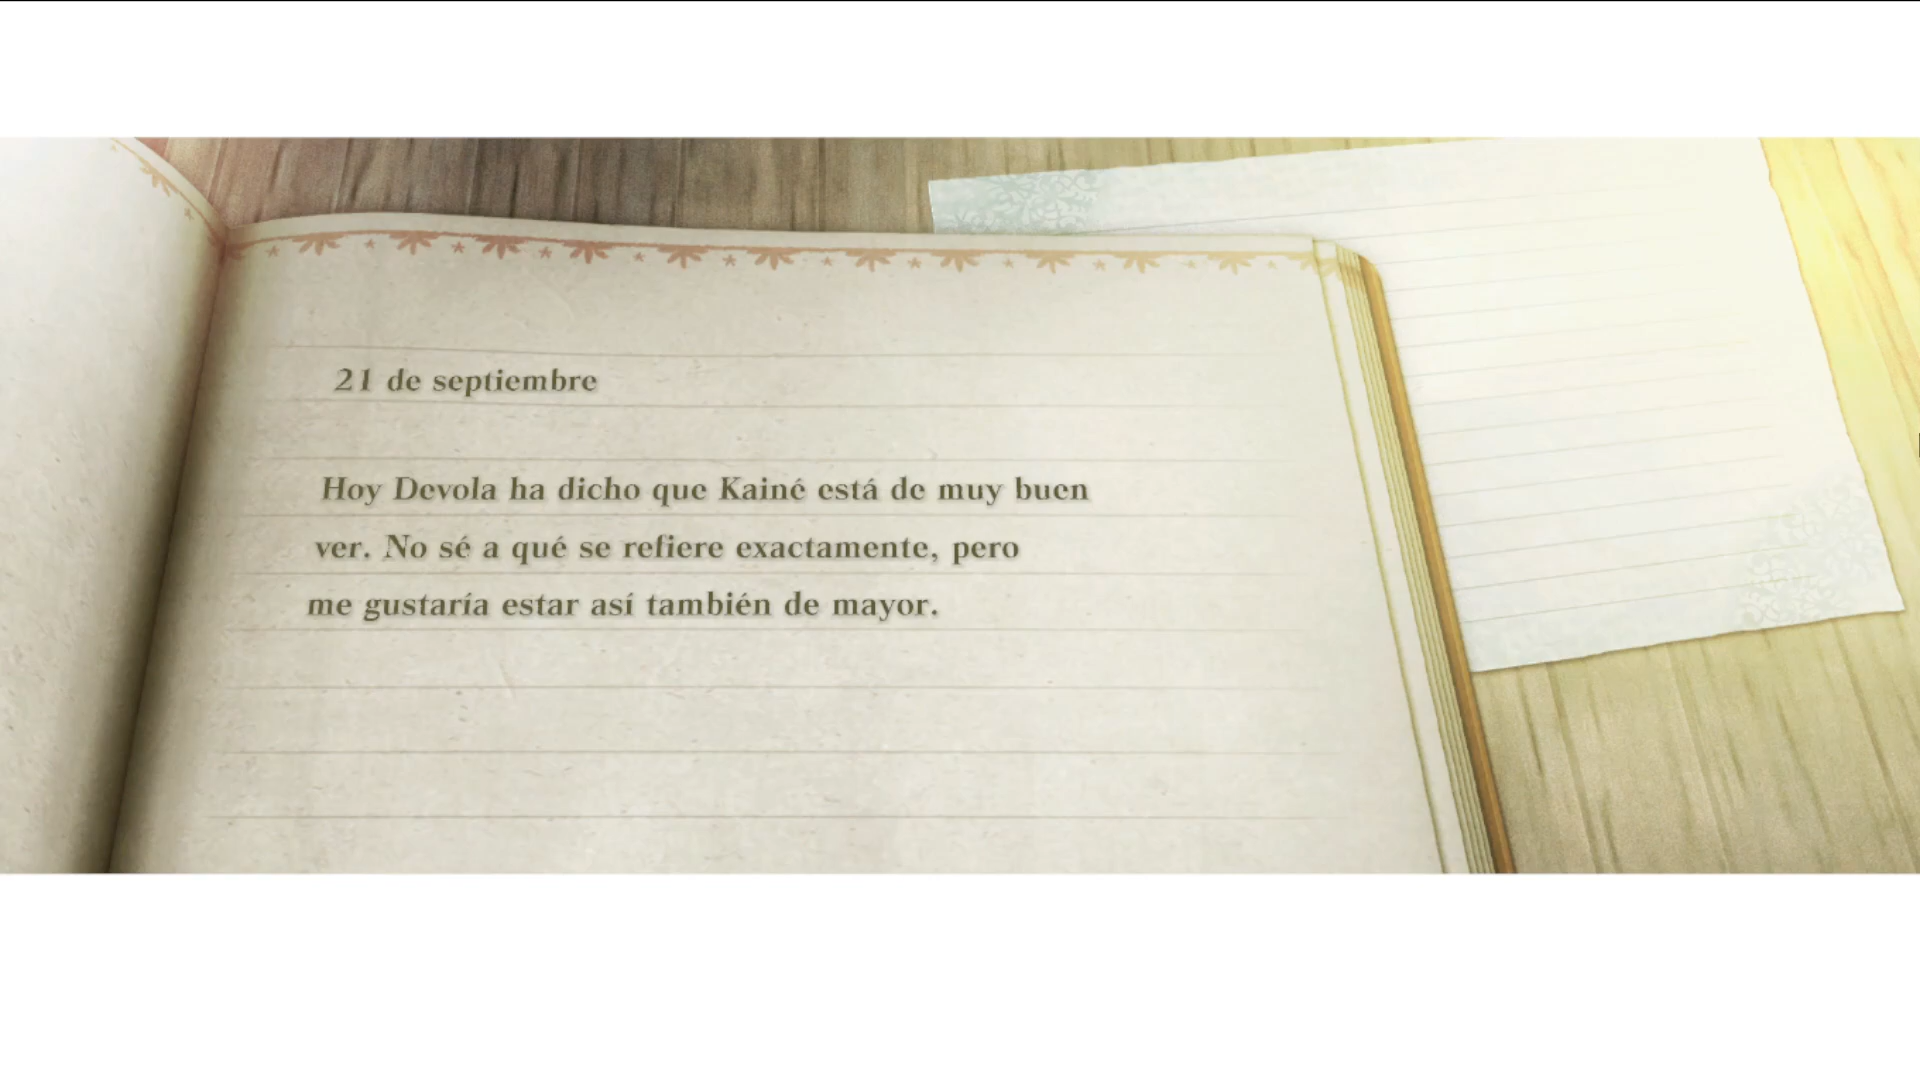 21 de septiembre
Hoy Devola ha dicho que Kainé está de muy buen
ver. No sé a qué se refiere exactamente, pero
me gustaría estar así también de mayor.